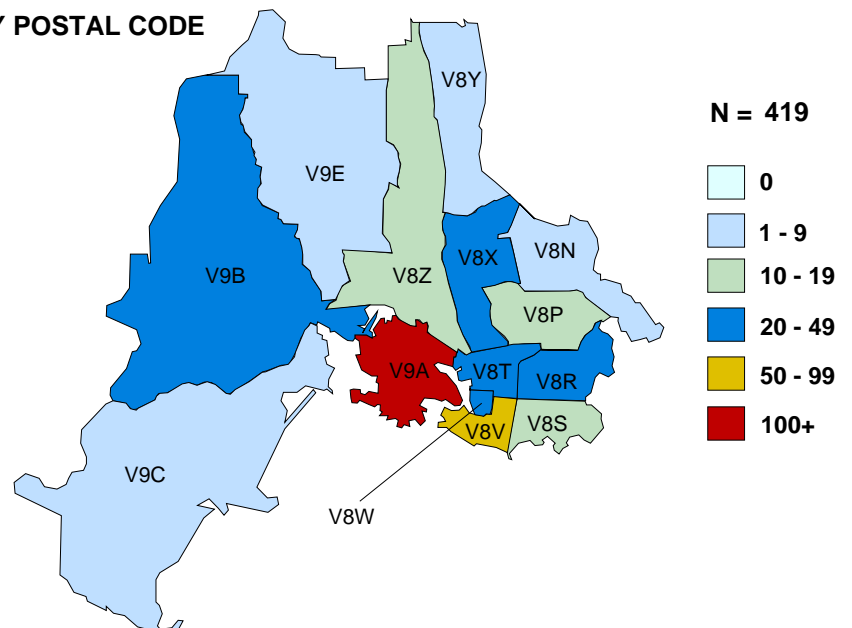 Y POSTAL CODE
V8Y
N = 419
V9E
0
1 - 9
V8N
V8X
V9B
V8Z
10 - 19
V8P
20 - 49
V9A
V8T
V8R
50 - 99
V8V
V8S
100+
V9C
V8W